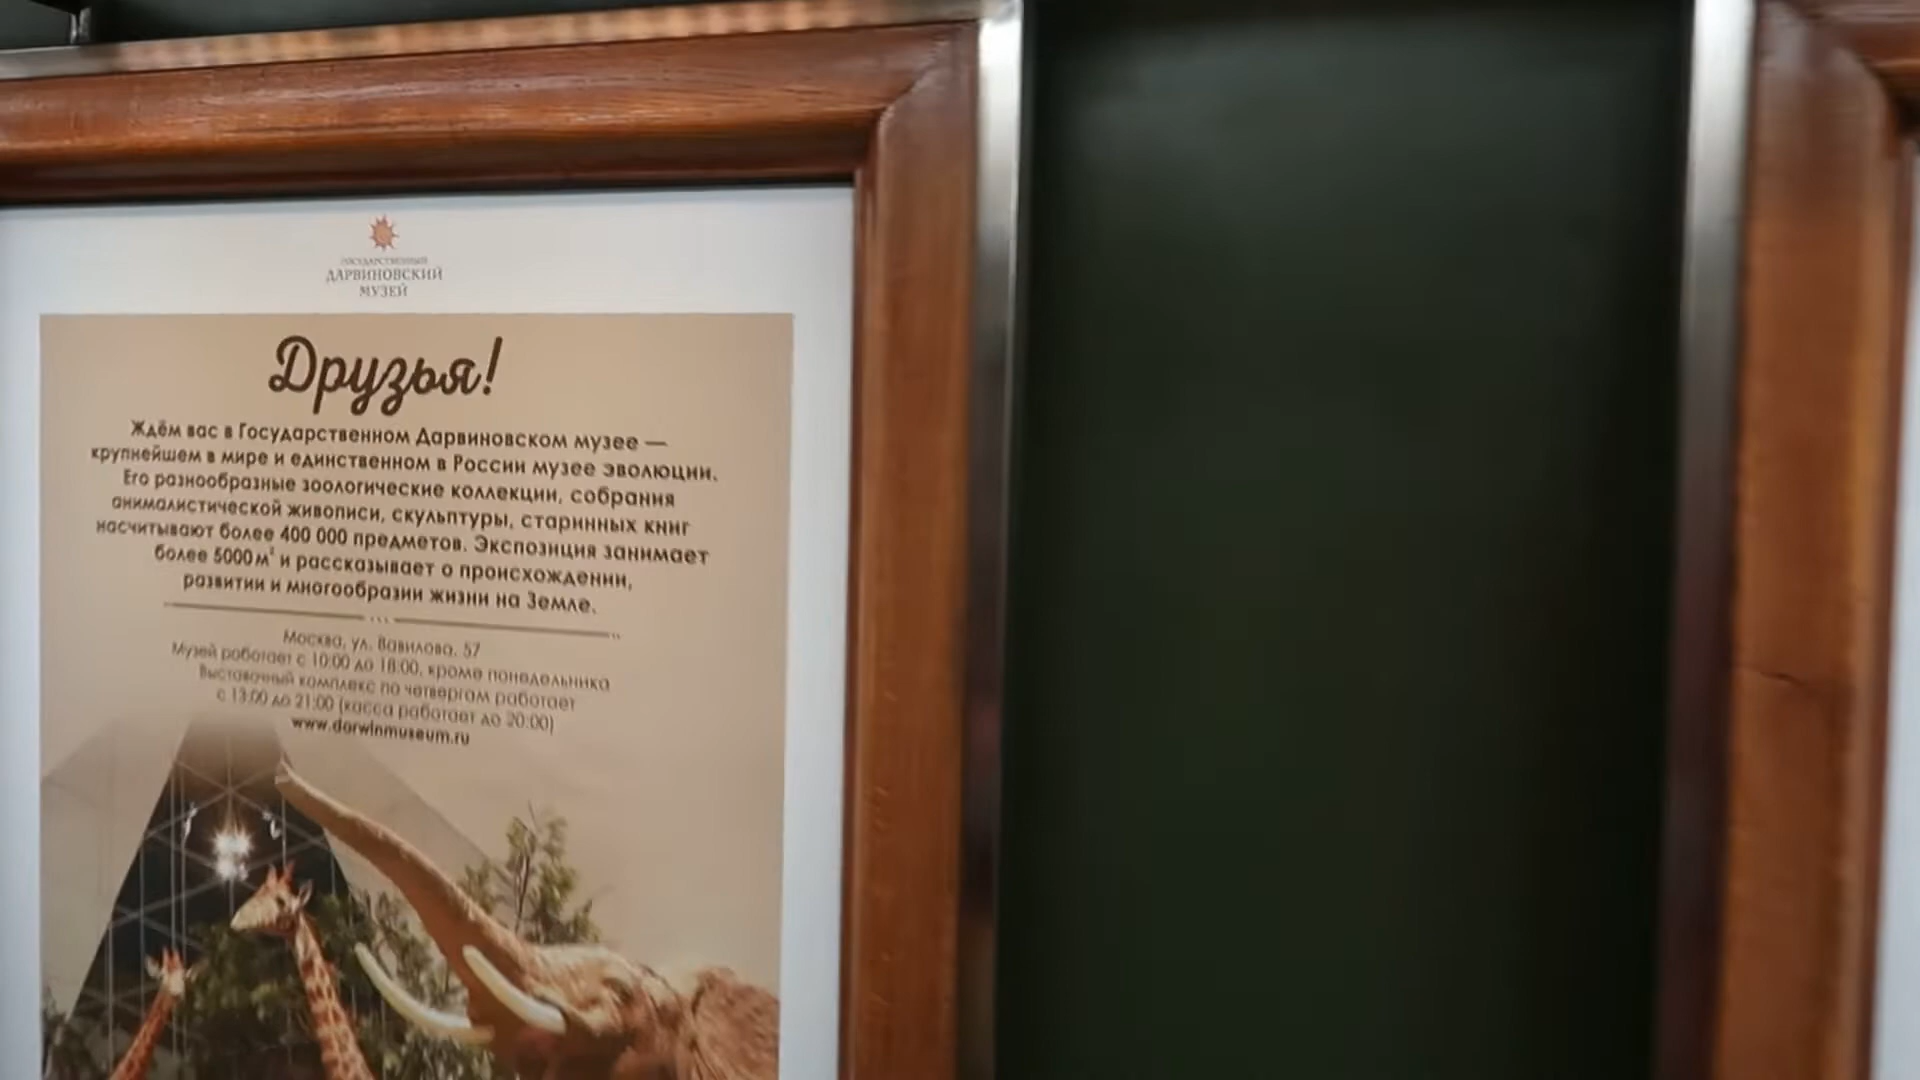 ГОСУДАРСТВЕННЫЙ
ДАРВИНОВСКИЙ
МУЗЕЙ
Друзья!
Ждём вас в Государственном Дарвиновском музее —
крупнейшем в мире и единственном в России музее эволюции.
Его разнообразные зоологические коллекции, собрания
анималистической живописи, скульптуры, старинных книг
насчитывают более 400 000 предметов. Экспозиция занимает
более 5000 м² и рассказывает о происхождении,
развитии и многообразии жизни на Земле.
Москва, ул. Вавилова, 57
Музей работает с 10:00 до 18:00, кроме понедельника
Выставочный комплекс по четвергам работает
с 13:00 до 21:00 (касса работает до 20:00)
www.darwinmuseum.ru